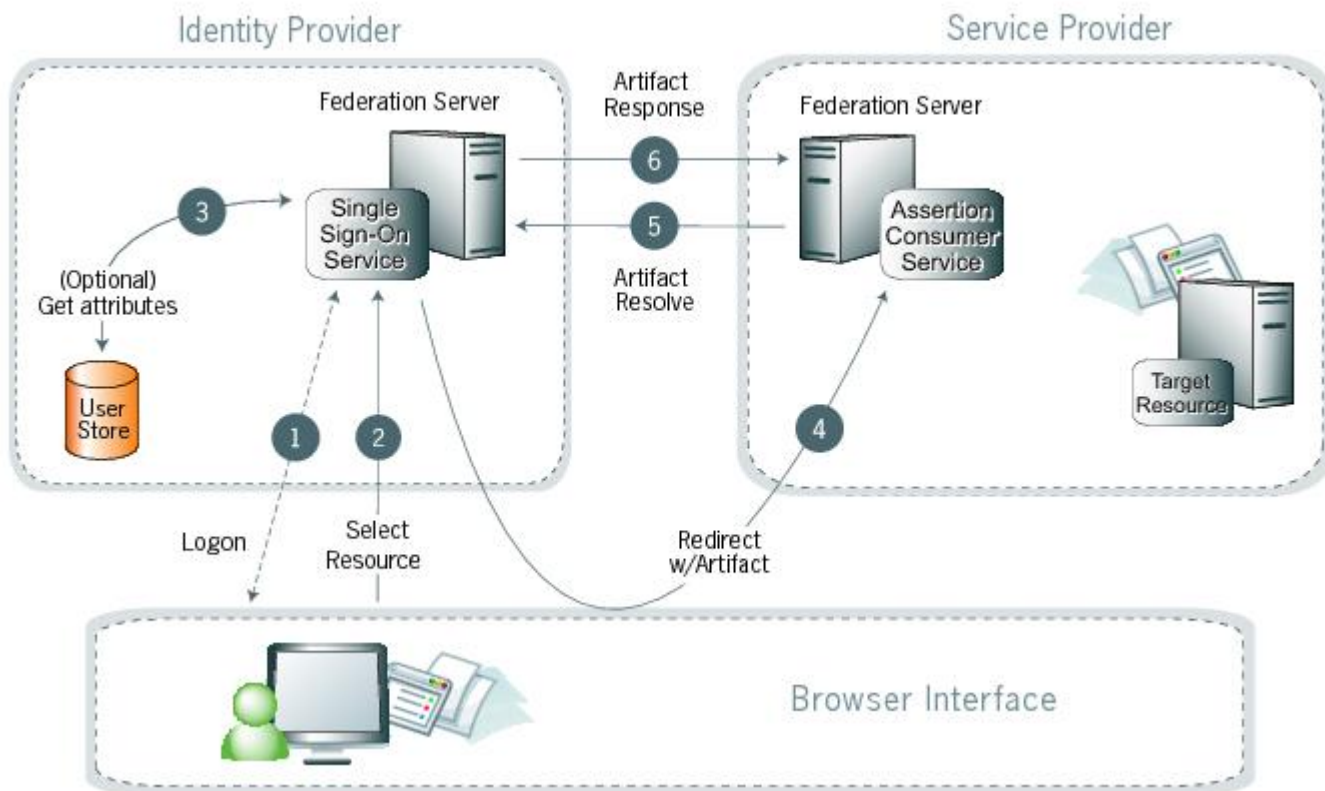 Identity Provider
Service Provider
Federation Server
Artifact
Response
Federation Server
6
3
Single
Sign-On
Service
5
Assertion
Consumer
Service
(Optional)
Get attributes
Artifact
Resolve
User
Store
Target
Resource
1
2
4
Logon
Select
Resource
Redirect
w/Artifact
Browser Interface